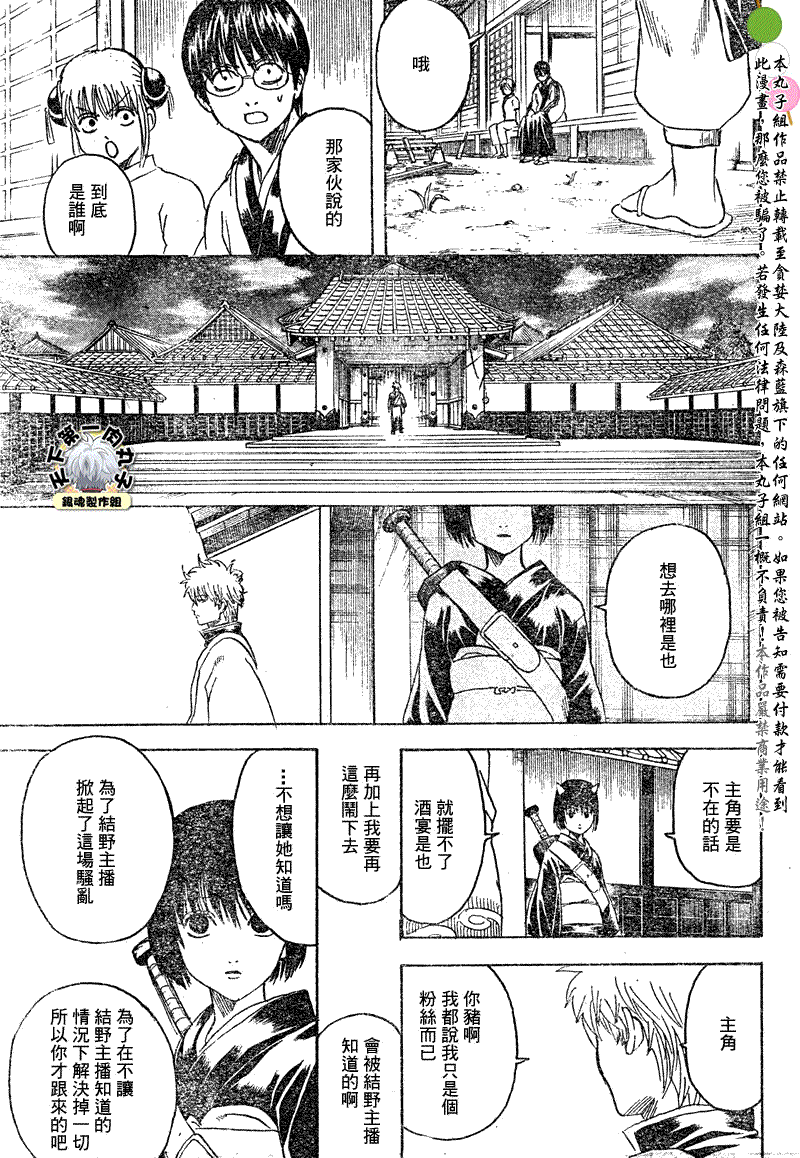 哦
那家伙說的
到底
是誰啊
想去哪裡是也
主角要是
不在的話
就擺不了
酒宴是也
再加上我要再
這麼鬧下去
…不想讓她知道嗎
為了結野主播
掀起了這場騷亂
主角
你豬啊
我都說我只是個
粉絲而已
會被結野主播
知道的啊
為了在不讓
結野主播知道的
情況下解決掉一切
所以你才跟來的吧
天下第一肉丸子
銀魂製作組
本丸子組作品禁止轉載至貪婪大陸及森藍旗下的任何網站。如果您被告知需要付款才能看到
此漫畫，那麼您被騙了。若發生任何法律問題，本丸子組一概不負責！本作品嚴禁商業用途！